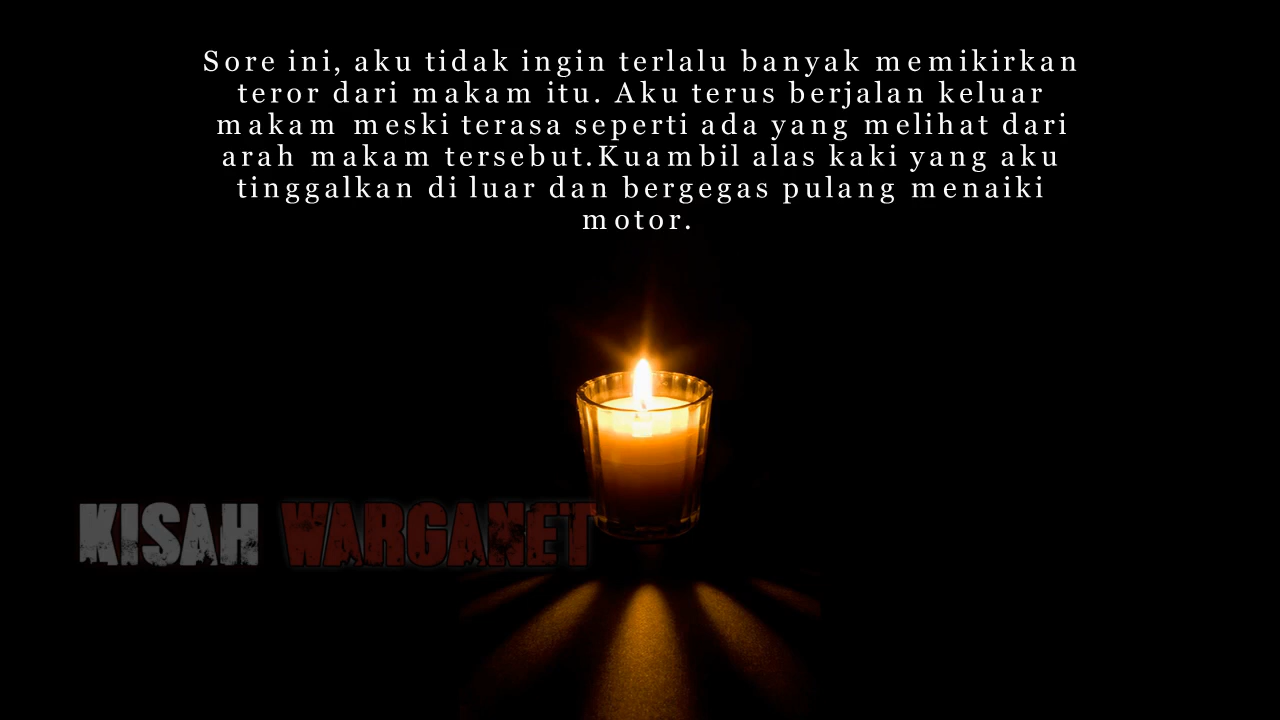 Sore ini, aku tidak ingin terlalu banyak memikirkan
teror dari makam itu. Aku terus berjalan keluar
makam meski terasa seperti ada yang melihat dari
arah makam tersebut.Kuambil alas kaki yang aku
tinggalkan di luar dan bergegas pulang menaiki
motor.
KISAH WARGANET